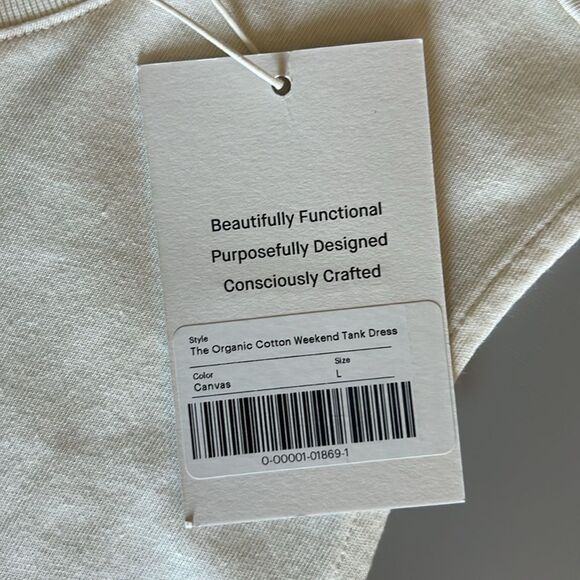 Beautifully Functional
Purposefully Designed
Consciously Crafted
Style
The Organic Cotton Weekend Tank Dress
Color Size
Canvas L
0-00001-01869-1